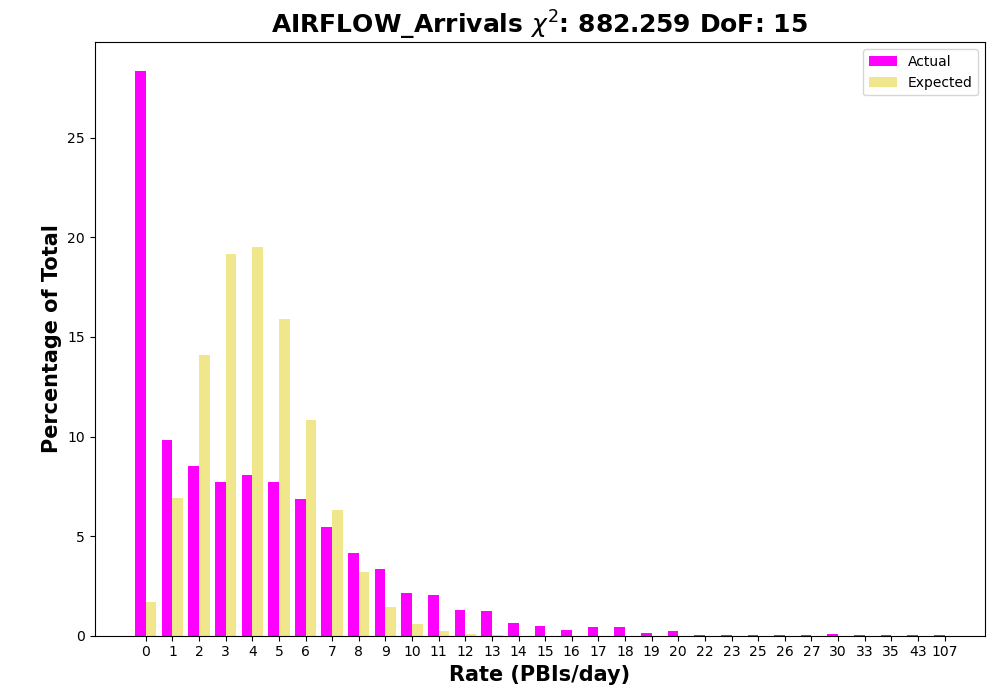 AIRFLOW_Arrivals χ²: 882.259 DoF: 15
Actual
Expected
Percentage of Total
25
20
15
10
5
0
0 1 2 3 4 5 6 7 8 9 10 11 12 13 14 15 16 17 18 19 20 22 23 25 26 27 30 33 35 43 107
Rate (PBIs/day)